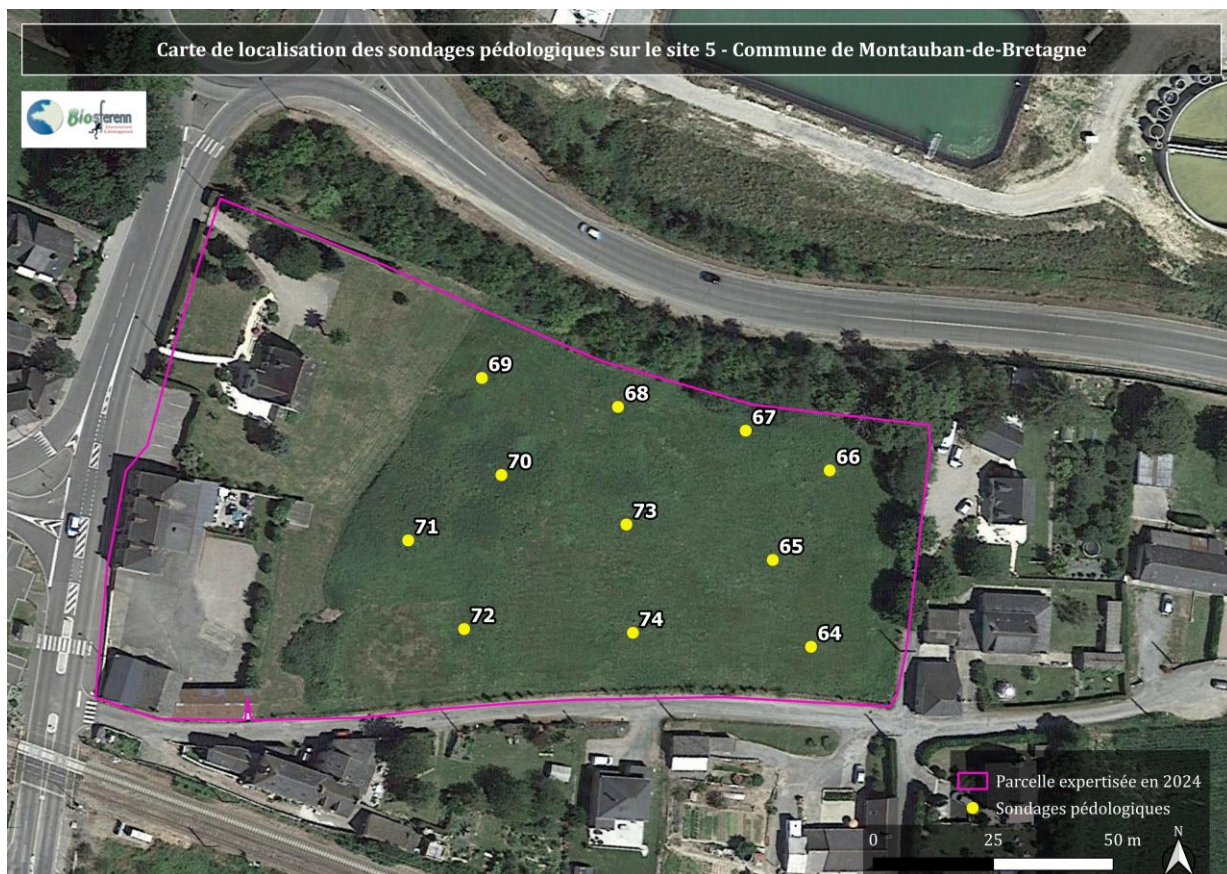 Carte de localisation des sondages pédologiques sur le site 5 - Commune de Montauban-de-Bretagne
Biosferenn
69
68
67
66
70
73
71
65
72
74
64
Parcelle expertisée en 2024
Sondages pédologiques
0 25 50 m
N